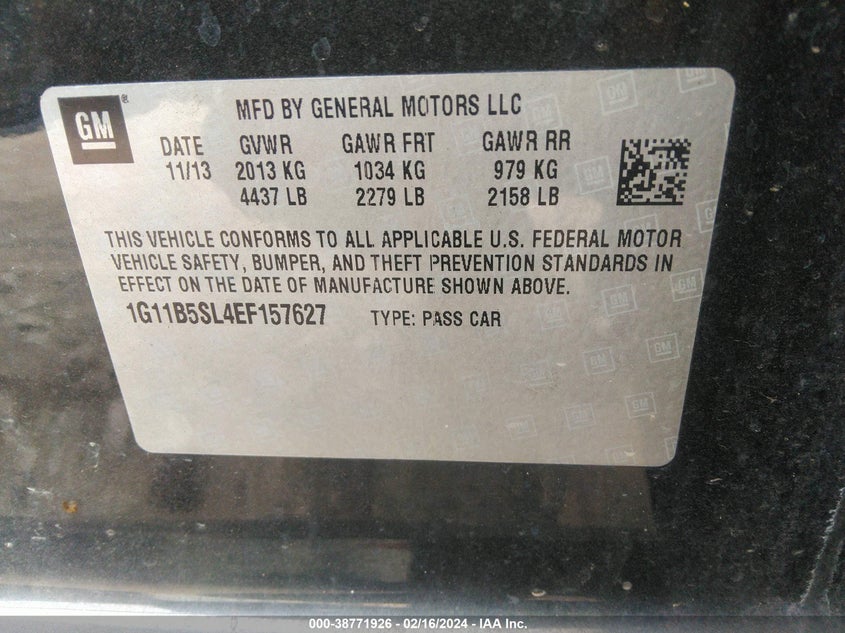 GM
MFD BY GENERAL MOTORS LLC
DATE GVWR GAWR FRT GAWR RR
11/13 2013 KG 1034 KG 979 KG
4437 LB 2279 LB 2158 LB
THIS VEHICLE CONFORMS TO ALL APPLICABLE U.S. FEDERAL MOTOR
VEHICLE SAFETY, BUMPER, AND THEFT PREVENTION STANDARDS IN
EFFECT ON THE DATE OF MANUFACTURE SHOWN ABOVE.
1G11B5SL4EF157627 TYPE: PASS CAR
000-38771926 - 02/16/2024 - IAA Inc.